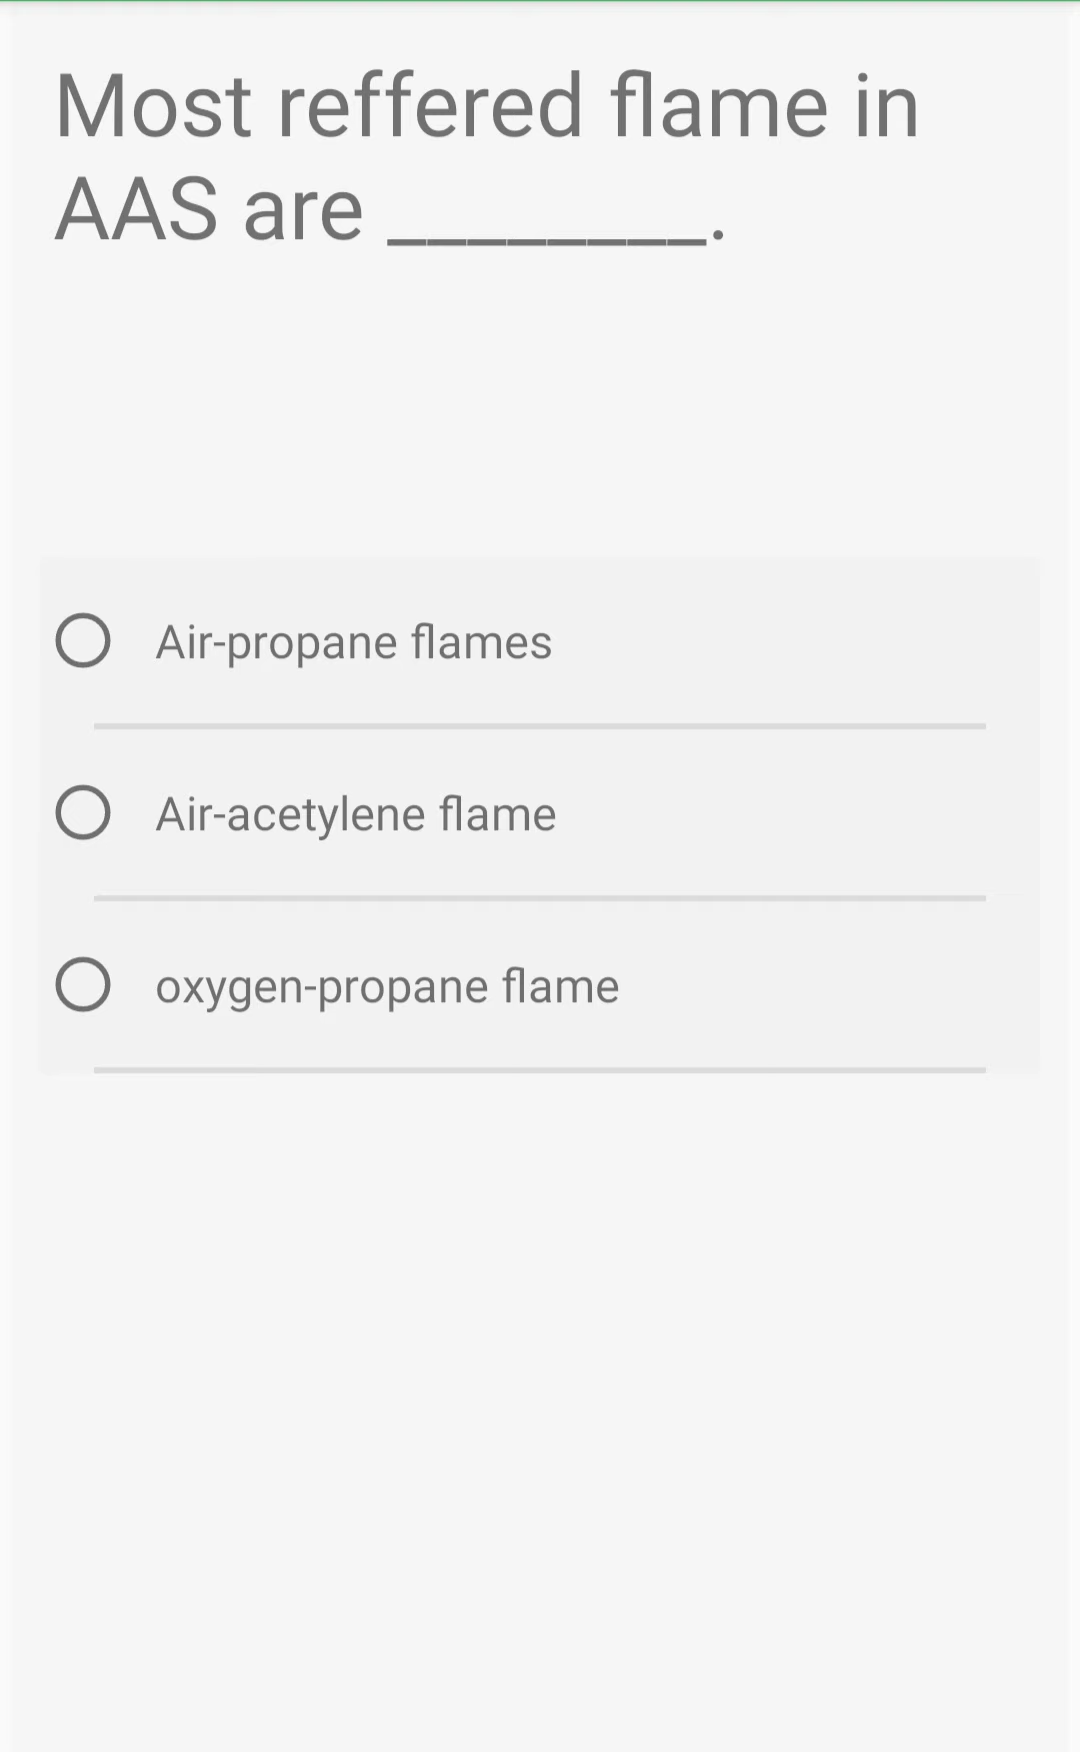 Most reffered flame in
AAS are ________.
Air-propane flames
Air-acetylene flame
oxygen-propane flame